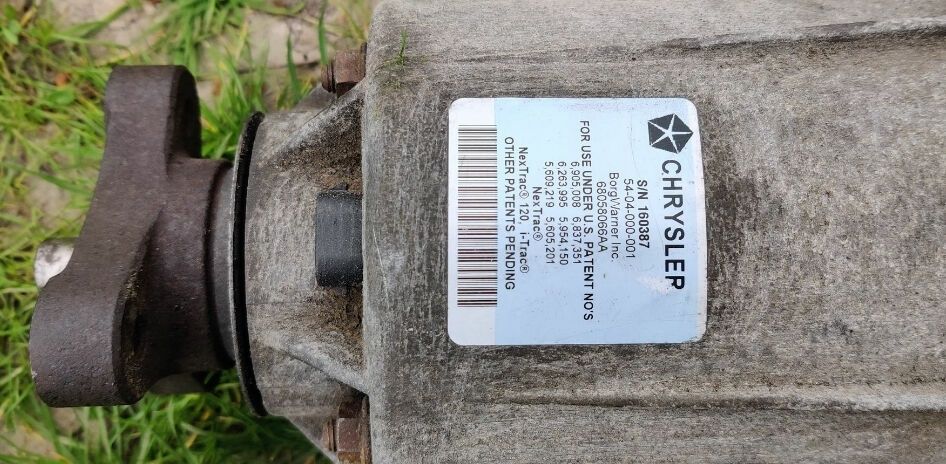 CHRYSLER
S/N 160387
54-04-000-001
BorgWarner Inc.
68058066AA
FOR USE UNDER U.S. PATENT NO'S
6,905,008 6,837,351
6,263,995 5,954,150
5,609,219 5,605,201
NexTrac®
NexTrac® 120, i-Trac®
OTHER PATENTS PENDING